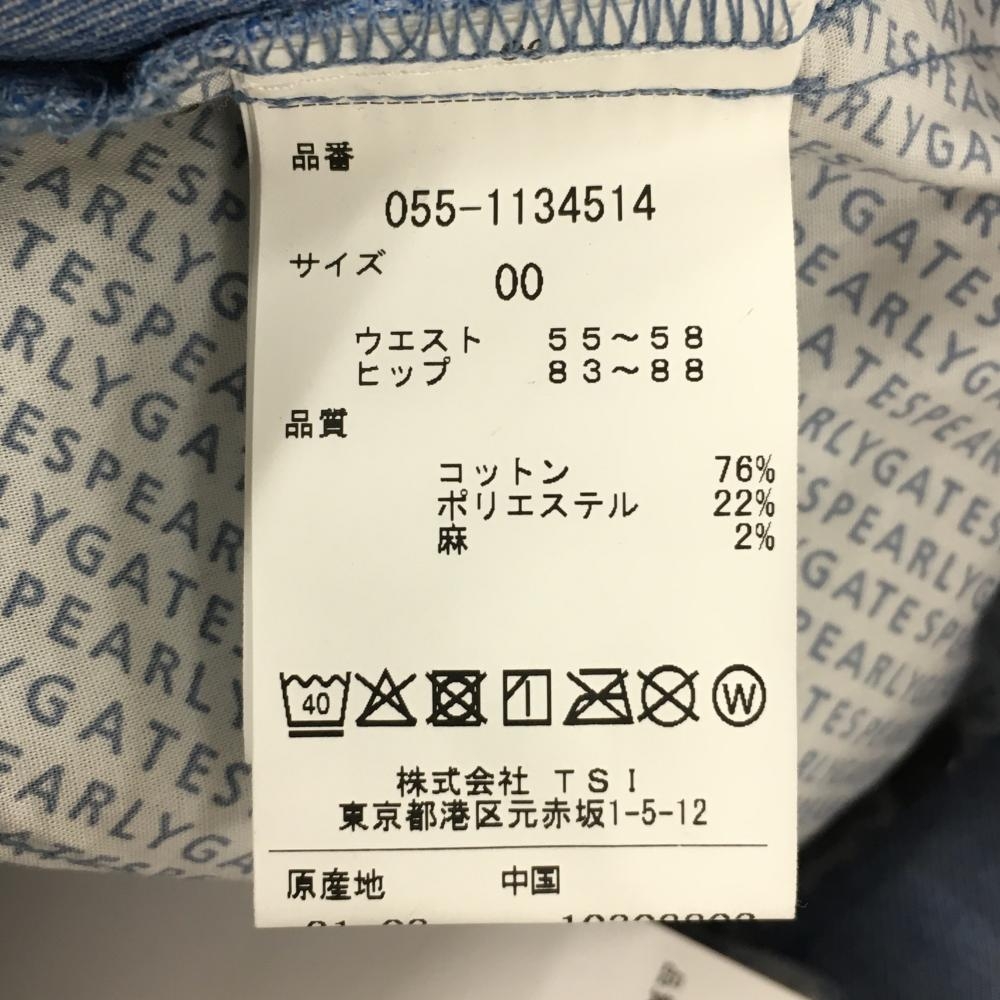 品番
055-1134514
サイズ
00
ウエスト 55～58
ヒップ 83～88
品質
コットン 76%
ポリエステル 22%
麻 2%
40
W
株式会社 TSI
東京都港区元赤坂1-5-12
原産地 中国
PEARLYGATES